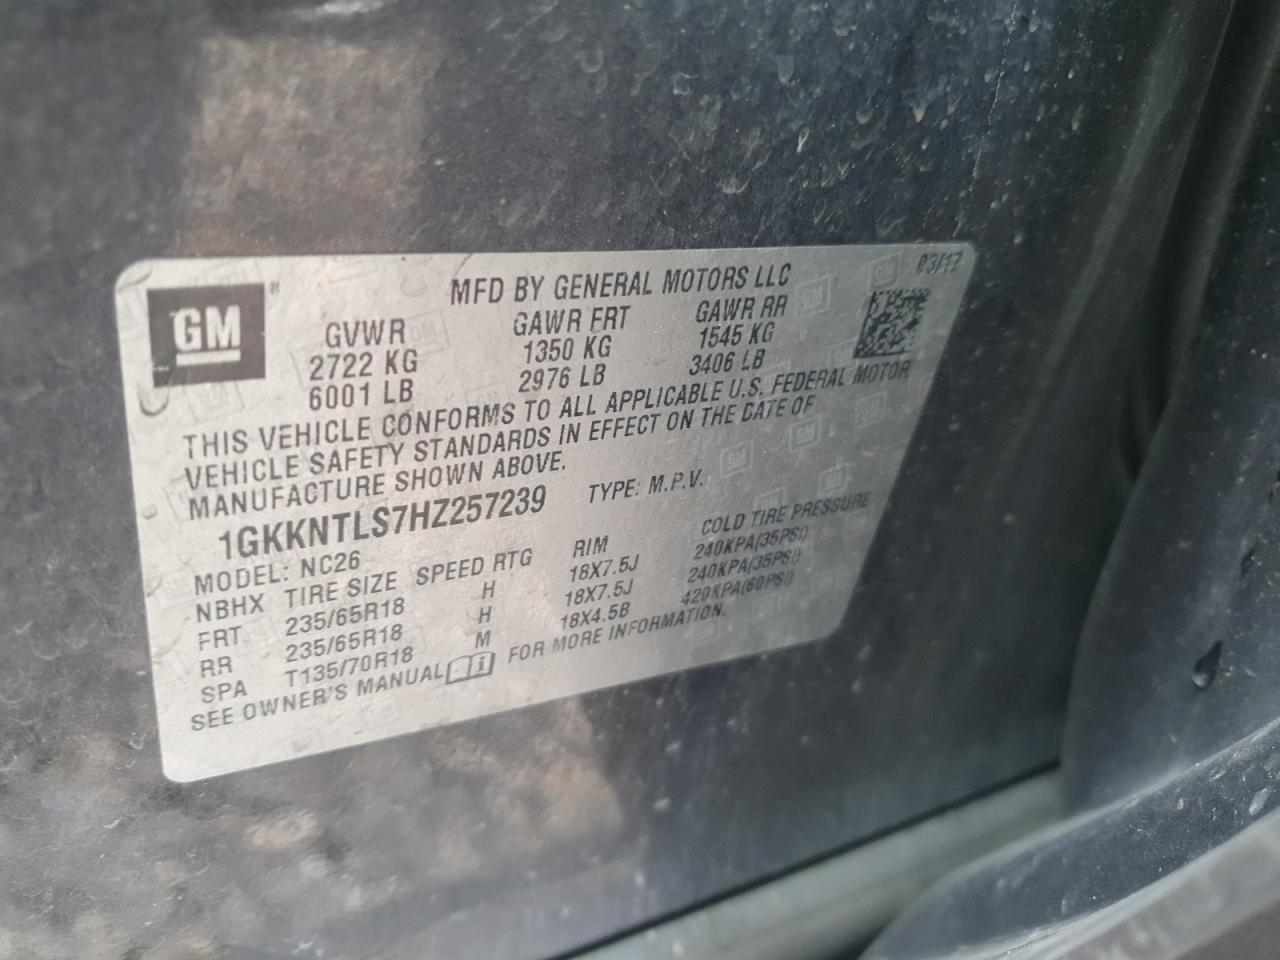 GM ®
MFD BY GENERAL MOTORS LLC 03/17
GVWR GAWR FRT GAWR RR
2722 KG 1350 KG 1545 KG
6001 LB 2976 LB 3406 LB
THIS VEHICLE CONFORMS TO ALL APPLICABLE U.S. FEDERAL MOTOR
VEHICLE SAFETY STANDARDS IN EFFECT ON THE DATE OF
MANUFACTURE SHOWN ABOVE.
1GKKNTLS7HZ257239 TYPE: M.P.V.
MODEL: NC26
NBHX TIRE SIZE SPEED RTG RIM COLD TIRE PRESSURE
FRT 235/65R18 H 18X7.5J 240KPA(35PSI)
RR 235/65R18 H 18X7.5J 240KPA(35PSI)
SPA T135/70R18 M 18X4.5B 420KPA(60PSI)
SEE OWNER'S MANUAL FOR MORE INFORMATION.